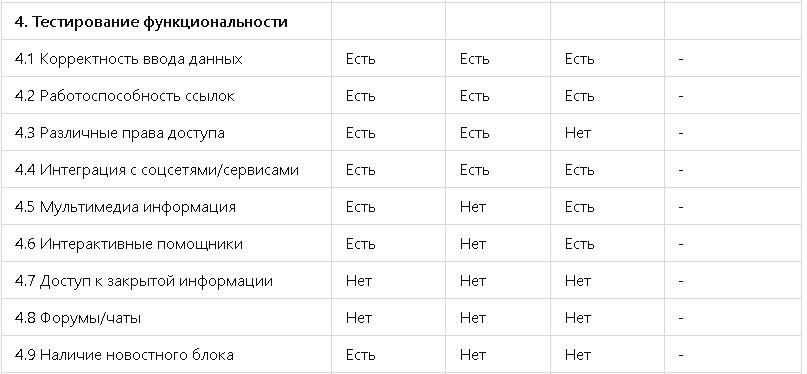 4. Тестирование функциональности
4.1 Корректность ввода данных Есть Есть Есть -
4.2 Работоспособность ссылок Есть Есть Есть -
4.3 Различные права доступа Есть Есть Нет -
4.4 Интеграция с соцсетями/сервисами Есть Есть Есть -
4.5 Мультимедиа информация Есть Нет Есть -
4.6 Интерактивные помощники Есть Нет Есть -
4.7 Доступ к закрытой информации Нет Нет Нет -
4.8 Форумы/чаты Нет Нет Нет -
4.9 Наличие новостного блока Есть Нет Нет -